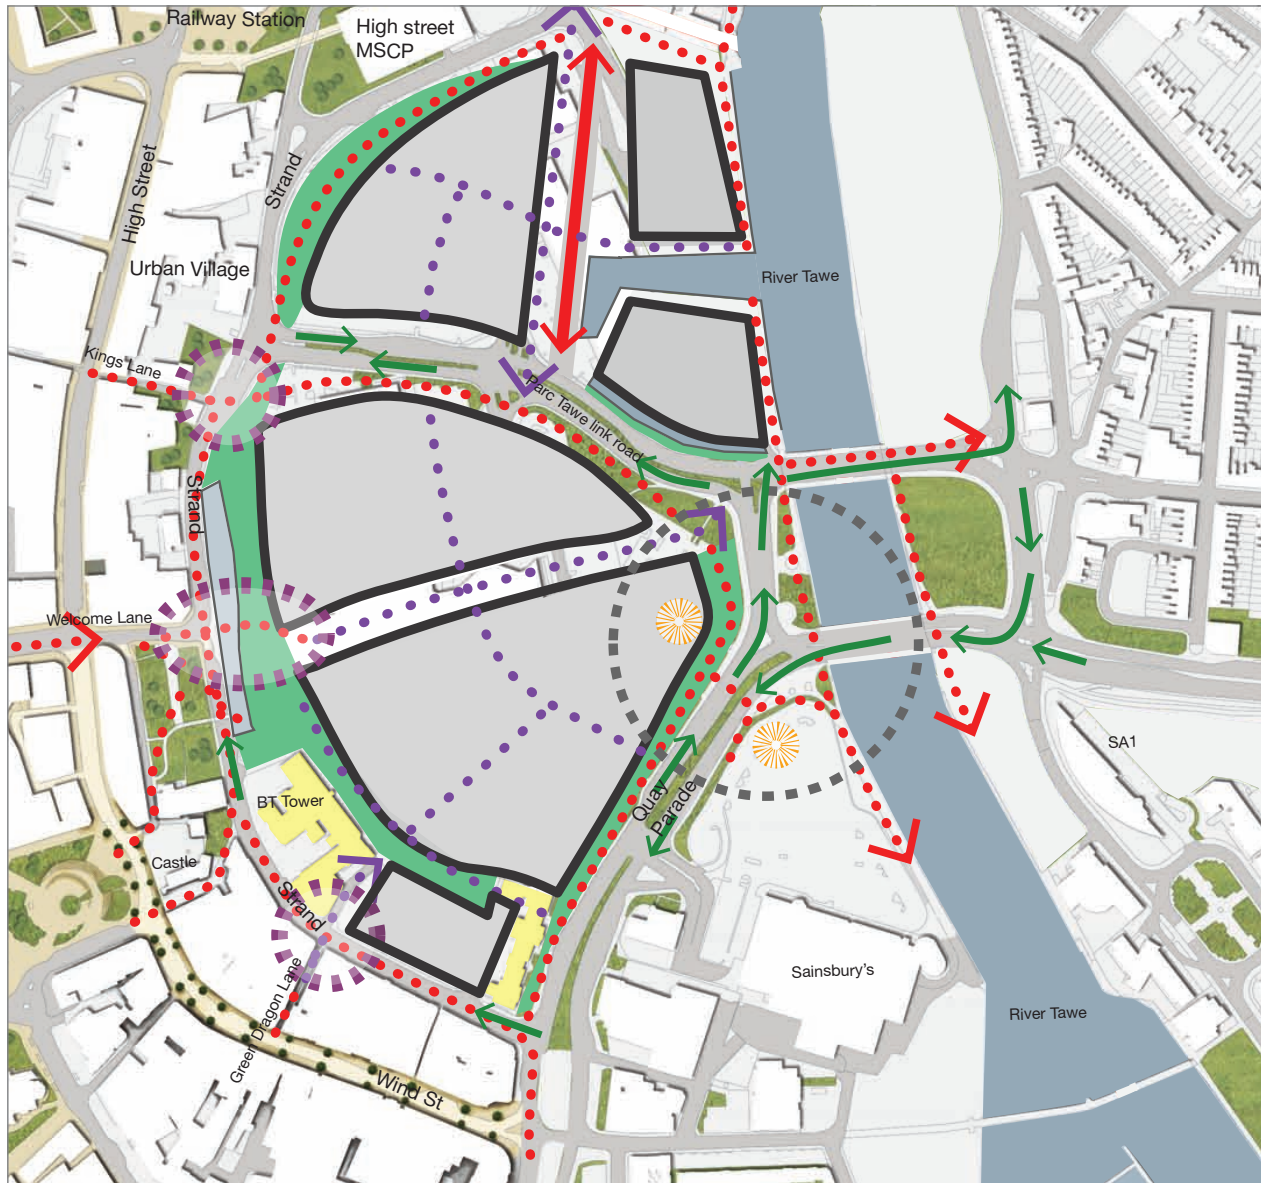 Railway Station
High street
MSCP
High Street
Strand
Urban Village
River Tawe
Kings Lane
Parc Tawe link road
Strand
Welcome Lane
SA1
Quay
Parade
BT Tower
Castle
Strand
Sainsbury's
Green Dragon Lane
River Tawe
Wind St